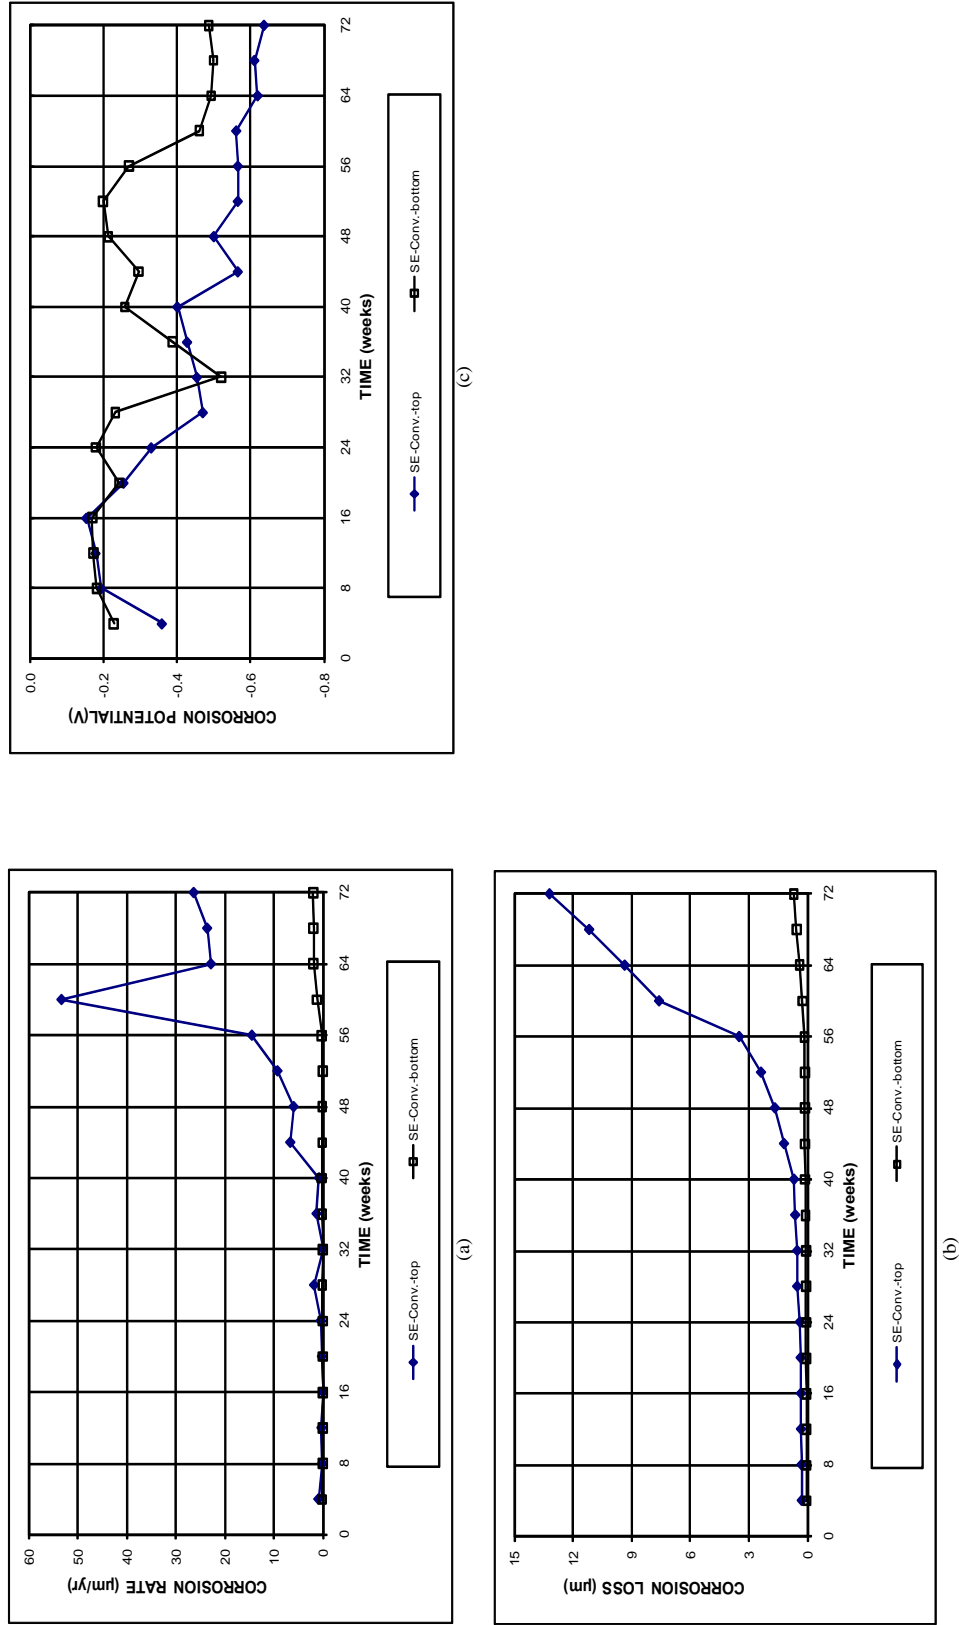 60
50
40
30
20
10
0
CORROSION RATE (µm/yr)
0 8 16 24 32 40 48 56 64 72
TIME (weeks)
SE-Conv.-top SE-Conv.-bottom
(a)
15
12
9
6
3
0
CORROSION LOSS (µm)
0 8 16 24 32 40 48 56 64 72
TIME (weeks)
SE-Conv.-top SE-Conv.-bottom
(b)
0.0
-0.2
-0.4
-0.6
-0.8
CORROSION POTENTIAL(V)
0 8 16 24 32 40 48 56 64 72
TIME (weeks)
SE-Conv.-top SE-Conv.-bottom
(c)